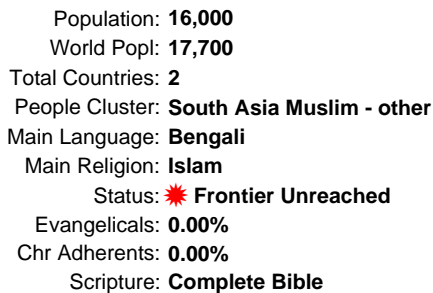 Population: 16,000
World Popl: 17,700
Total Countries: 2
People Cluster: South Asia Muslim - other
Main Language: Bengali
Main Religion: Islam
Status: Frontier Unreached
Evangelicals: 0.00%
Chr Adherents: 0.00%
Scripture: Complete Bible